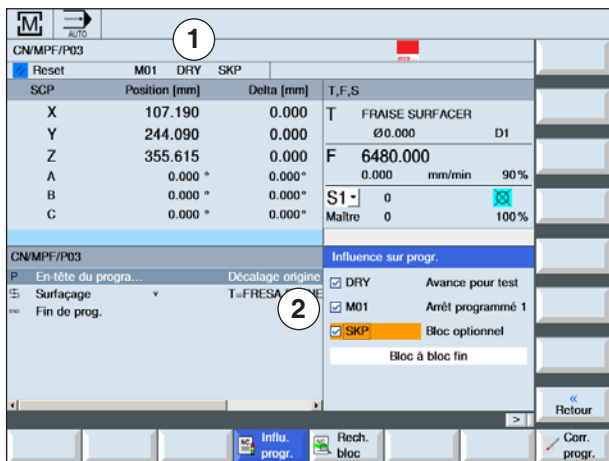 M AUTO
1
CN/MPF/P03
Reset M01 DRY SKP
SCP Position [mm] Delta [mm]
X 107.190 0.000
Y 244.090 0.000
Z 355.615 0.000
A 0.000 ° 0.000°
B 0.000 ° 0.000°
C 0.000 ° 0.000°
T,F,S
T FRAISE SURFACER
Ø0.000 D1
F 6480.000
0.000 mm/min 90%
S1 0
Maître 0 100%
CN/MPF/P03
P En-tête du progra... Décalage origine
Surfaçage T=FRESA
END Fin de prog.
2
Influence sur progr.
DRY Avance pour test
M01 Arrêt programmé 1
SKP Bloc optionnel
Bloc à bloc fin
>
«
Retour
NC Influ.
progr.
NC Rech.
bloc
Corr.
progr.